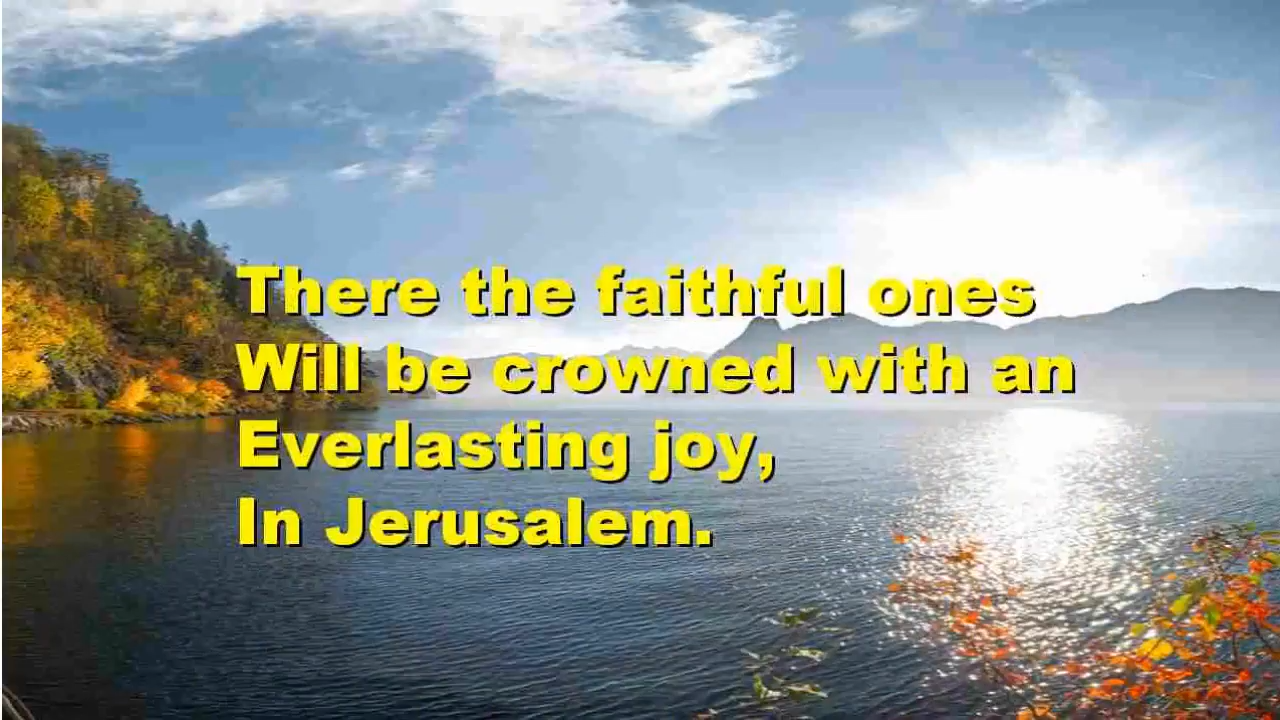 There the faithful ones
Will be crowned with an
Everlasting joy,
In Jerusalem.